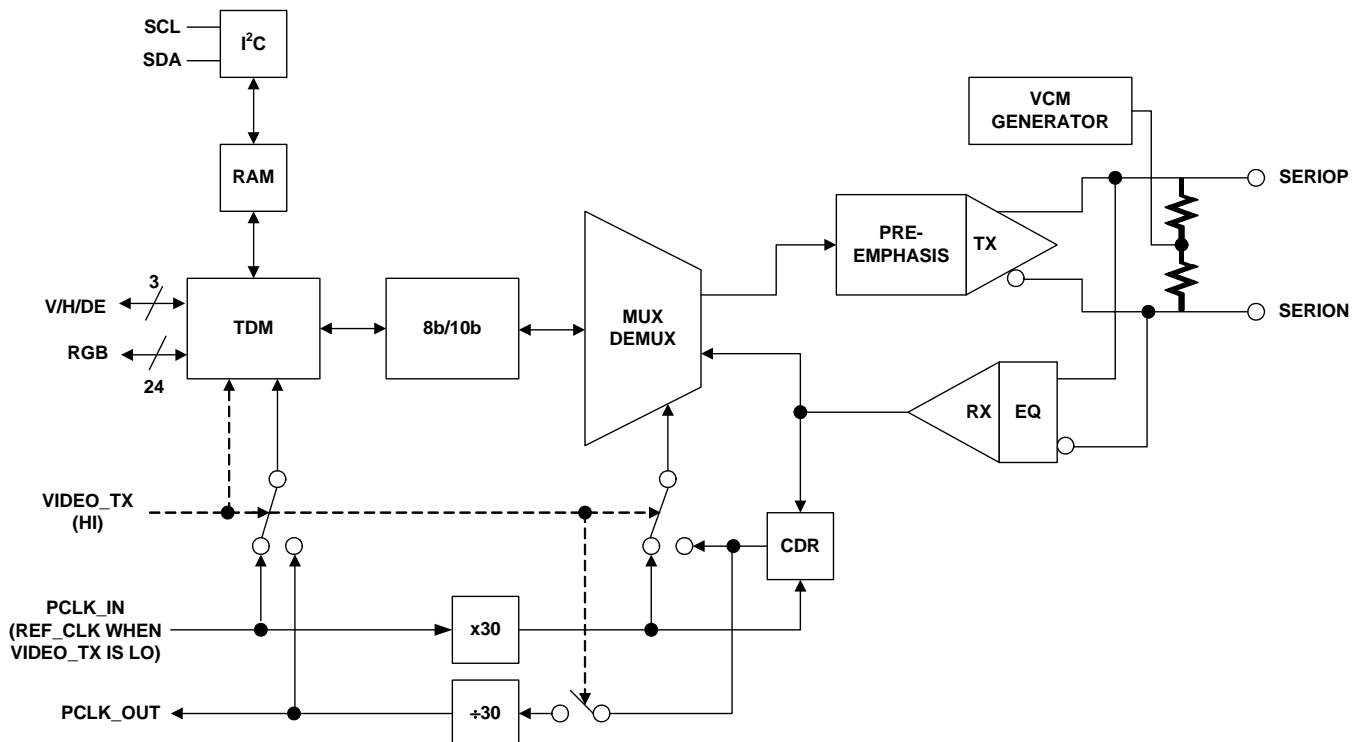 SCL
SDA
I²C
VCM
GENERATOR
RAM
SERIOP
PRE-
EMPHASIS
TX
3
V/H/DE
TDM
8b/10b
MUX
DEMUX
SERION
RGB
24
RX
EQ
VIDEO_TX
(HI)
CDR
PCLK_IN
(REF_CLK WHEN
VIDEO_TX IS LO)
x30
PCLK_OUT
÷30